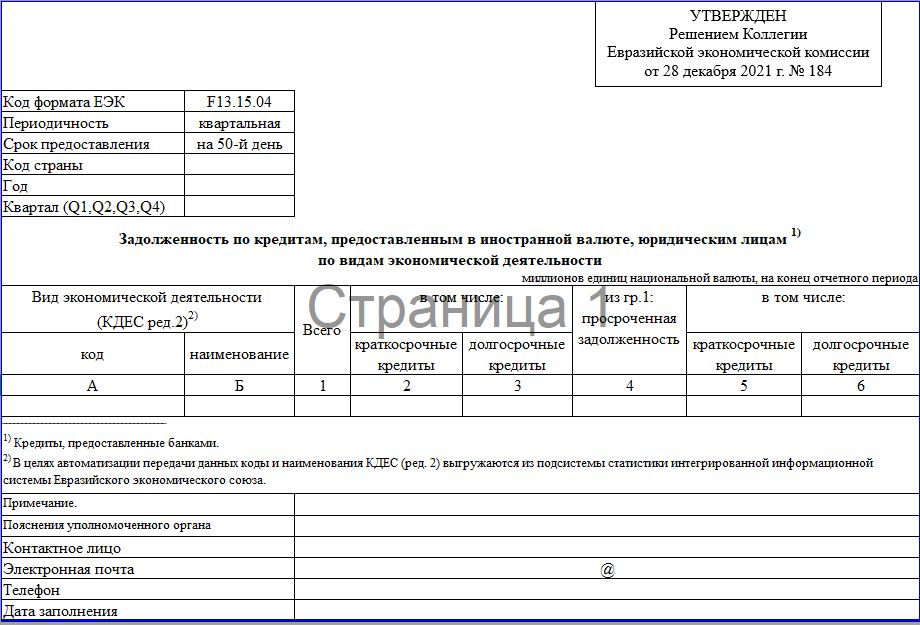 УТВЕРЖДЕН
Решением Коллегии
Евразийской экономической комиссии
от 28 декабря 2021 г. № 184
Код формата ЕЭК F13.15.04
Периодичность квартальная
Срок предоставления на 50-й день
Код страны
Год
Квартал (Q1,Q2,Q3,Q4)
Задолженность по кредитам, предоставленным в иностранной валюте, юридическим лицам 1)
по видам экономической деятельности
миллионов единиц национальной валюты, на конец отчетного периода
Вид экономической деятельности
(КДЕС ред.2)2)
код
наименование
Всего
в том числе:
краткосрочные
кредиты
долгосрочные
кредиты
из гр.1:
просроченная
задолженность
в том числе:
краткосрочные
кредиты
долгосрочные
кредиты
А Б 1 2 3 4 5 6
Страница 1
1) Кредиты, предоставленные банками.
2) В целях автоматизации передачи данных коды и наименования КДЕС (ред. 2) выгружаются из подсистемы статистики интегрированной информационной
системы Евразийского экономического союза.
Примечание.
Пояснения уполномоченного органа
Контактное лицо
Электронная почта @
Телефон
Дата заполнения